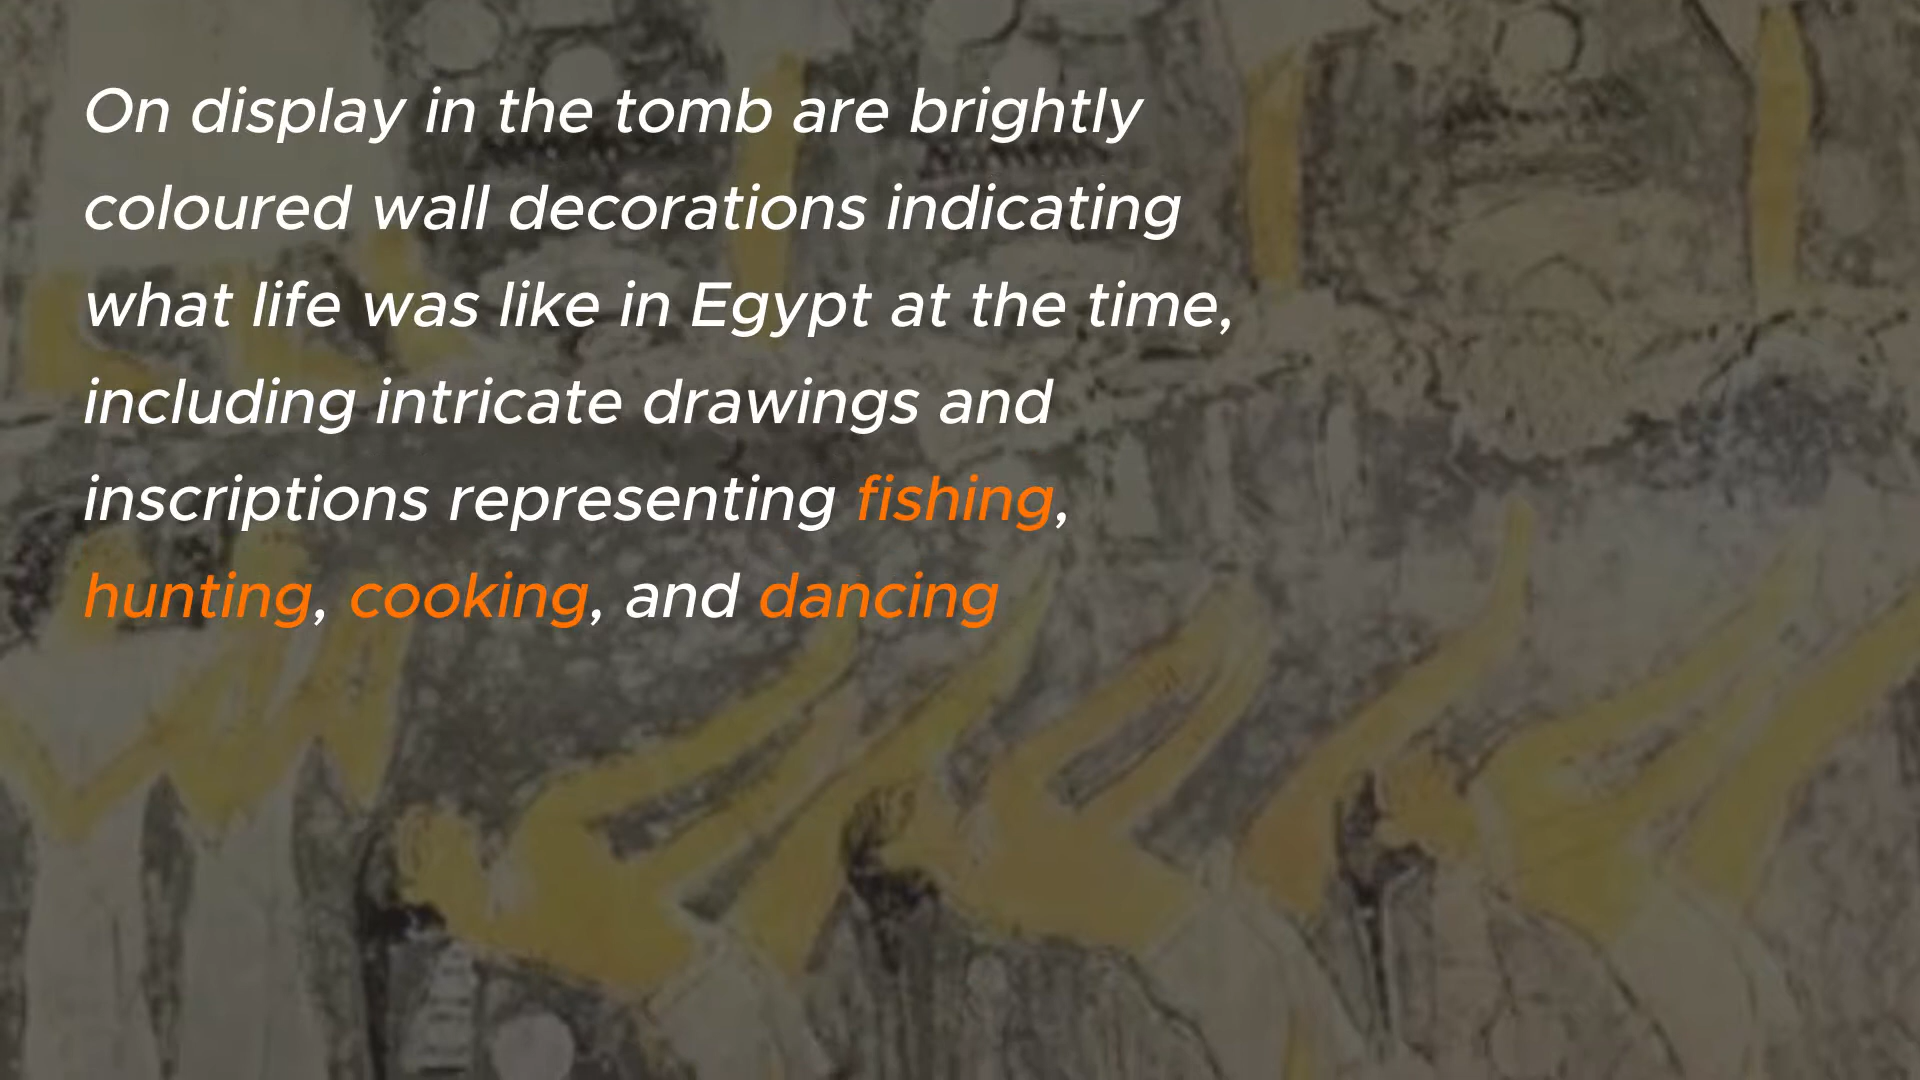 On display in the tomb are brightly
coloured wall decorations indicating
what life was like in Egypt at the time,
including intricate drawings and
inscriptions representing fishing,
hunting, cooking, and dancing